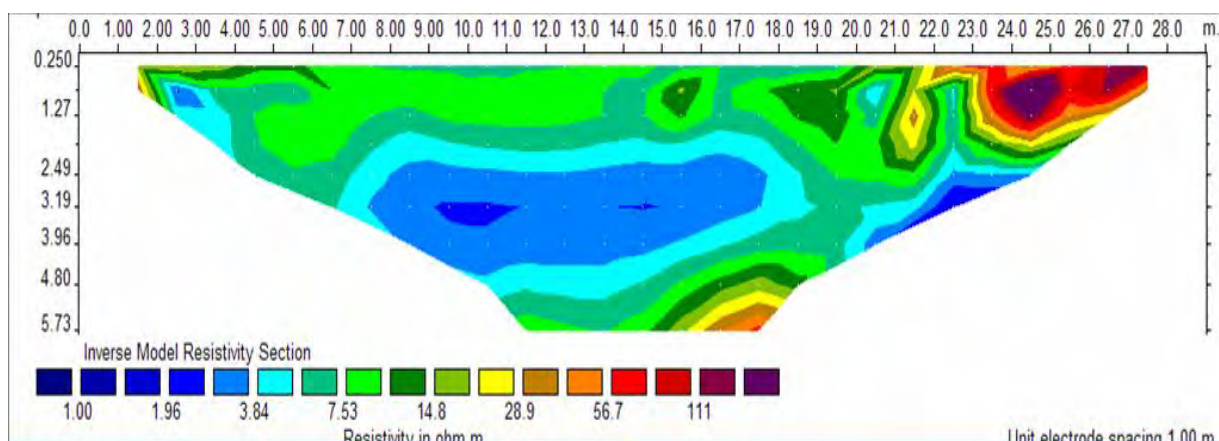 0.0 1.00 2.00 3.00 4.00 5.00 6.00 7.00 8.00 9.00 10.0 11.0 12.0 13.0 14.0 15.0 16.0 17.0 18.0 19.0 20.0 21.0 22.0 23.0 24.0 25.0 26.0 27.0 28.0 m.
0.250
1.27
2.49
3.19
3.96
4.80
5.73
Inverse Model Resistivity Section
1.00 1.96 3.84 7.53 14.8 28.9 56.7 111
Resistivity in ohm.m Unit electrode spacing 1.00 m